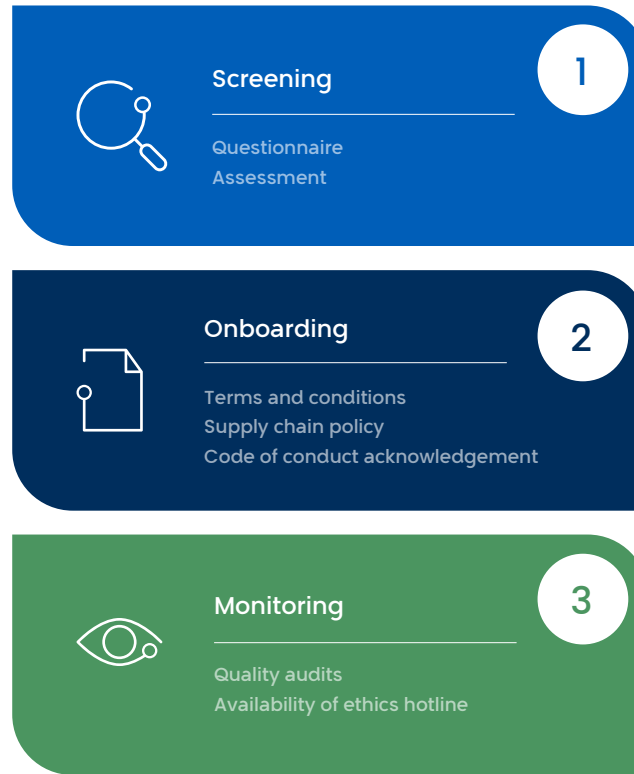 Screening
1
Questionnaire
Assessment
Onboarding
2
Terms and conditions
Supply chain policy
Code of conduct acknowledgement
Monitoring
3
Quality audits
Availability of ethics hotline